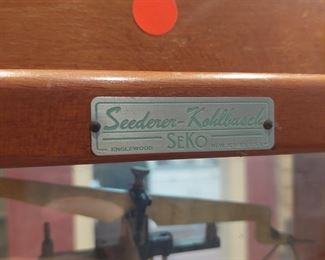 Seederer-Kohlbusch
SEKO
ENGLEWOOD NEW JERSEY